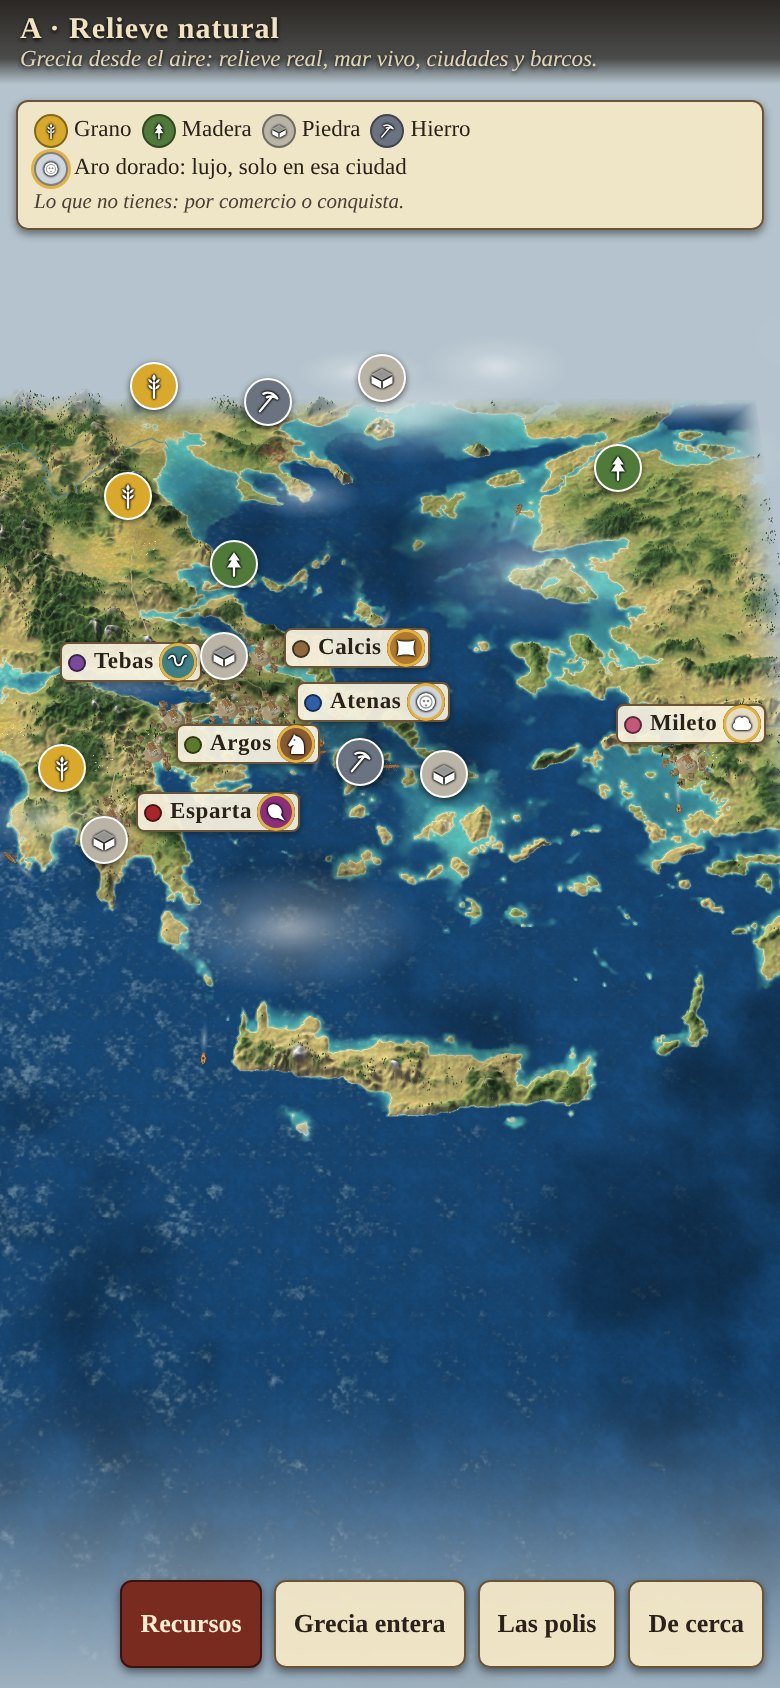 A · Relieve natural
Grecia desde el aire: relieve real, mar vivo, ciudades y barcos.
Grano Madera Piedra Hierro
Aro dorado: lujo, solo en esa ciudad
Lo que no tienes: por comercio o conquista.
Tebas
Calcis
Atenas
Mileto
Argos
Esparta
Recursos
Grecia entera
Las polis
De cerca